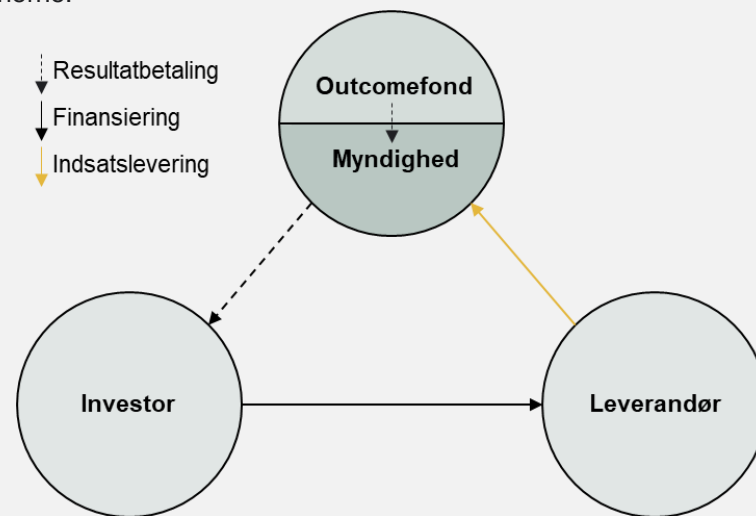 Resultatbetaling
Finansiering
Indsatslevering
Outcomefond
Myndighed
Investor
Leverandør